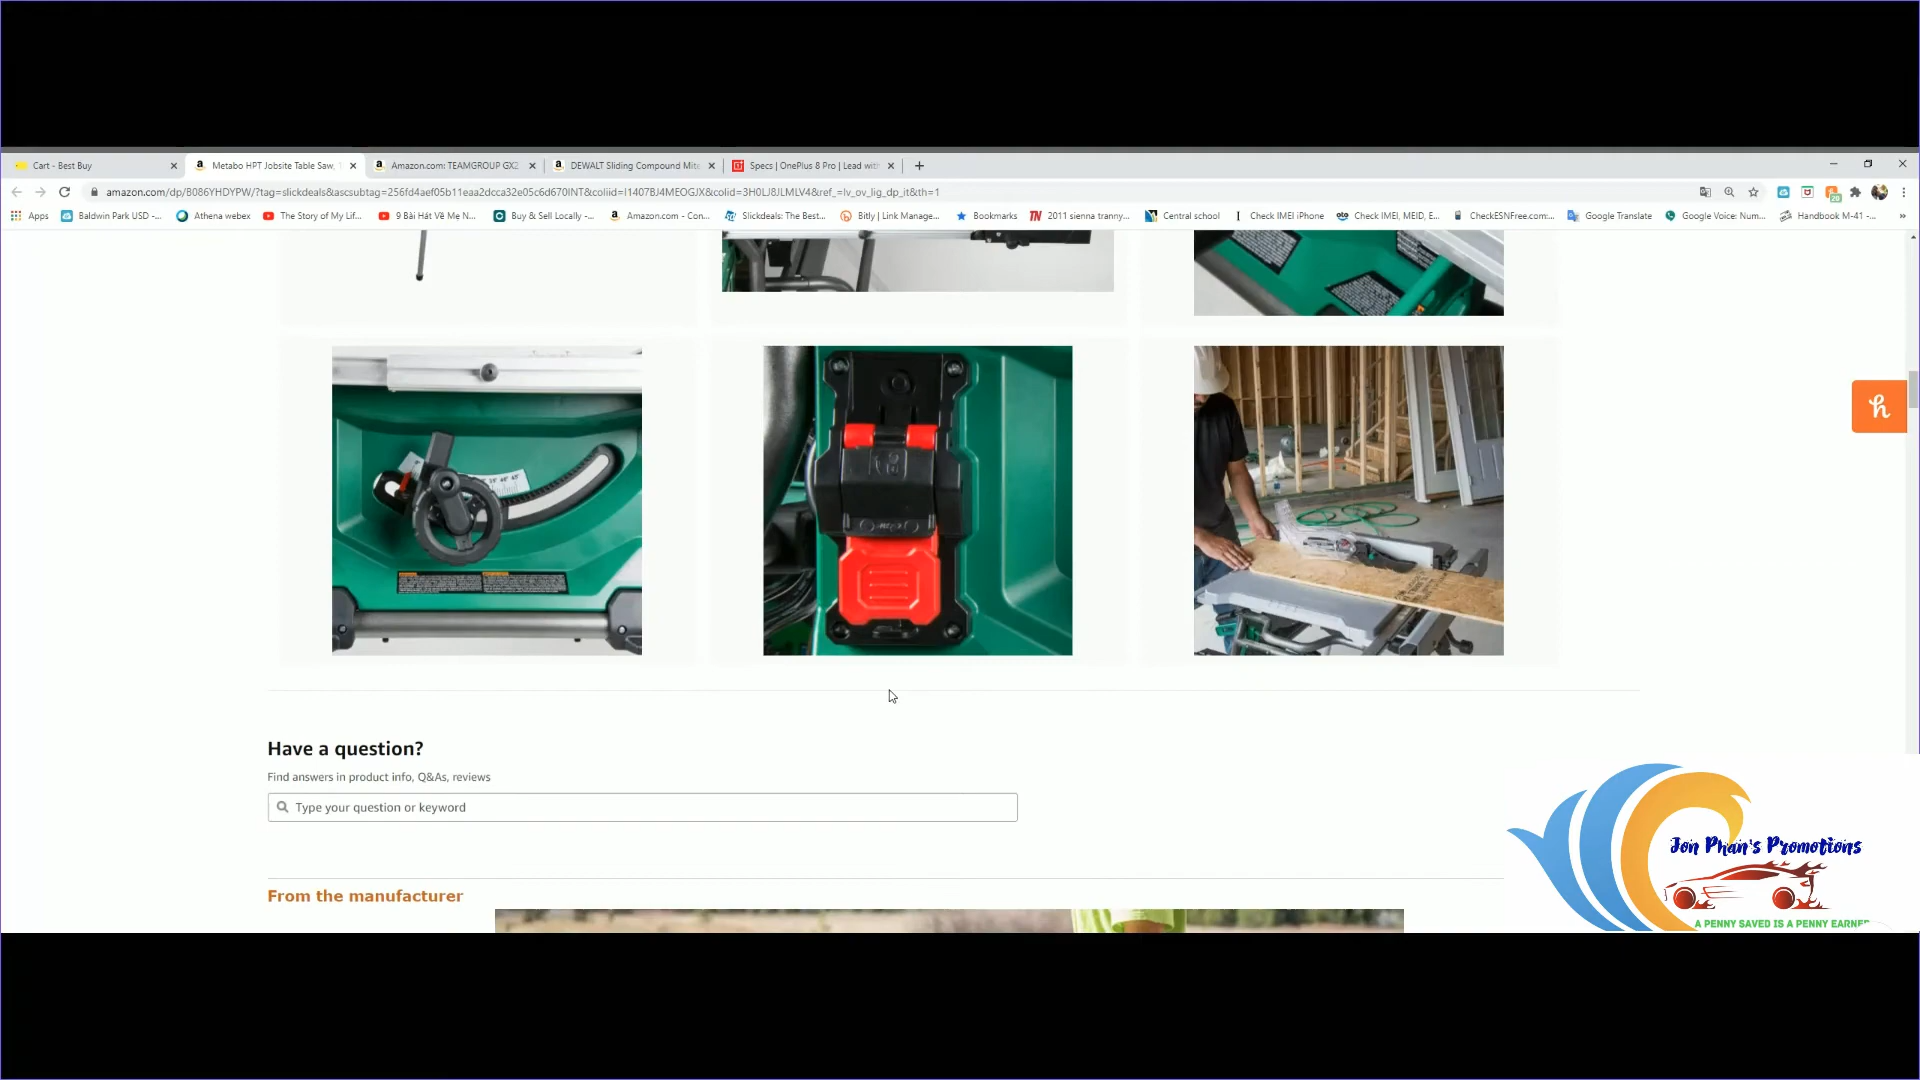 Cart - Best Buy
Metabo HPT Jobsite Table Saw,
Amazon.com: TEAMGROUP GX2
DEWALT Sliding Compound Mite
Specs | OnePlus 8 Pro | Lead with
amazon.com/dp/B086YHDYPW/?tag=slickdeals&ascsubtag=256fd4aef05b11eaa2dcca32e05c6d670INT&coliid=I1407BJ4MEOGJX&colid=3H0LJ8JLMLV4&ref_=lv_ov_lig_dp_it&th=1
Apps
Baldwin Park USD -...
Athena webex
The Story of My Lif...
9 Bài Hát Về Mẹ N...
Buy & Sell Locally -...
Amazon.com - Con...
Slickdeals: The Best...
Bitly | Link Manage...
Bookmarks
2011 sienna tranny...
Central school
Check IMEI iPhone
Check IMEI, MEID, E...
CheckESNFree.com:...
Google Translate
Google Voice: Num...
Handbook M-41 -...
Have a question?
Find answers in product info, Q&As, reviews
Type your question or keyword
From the manufacturer
Jon Phan's Promotions
A PENNY SAVED IS A PENNY EARNED